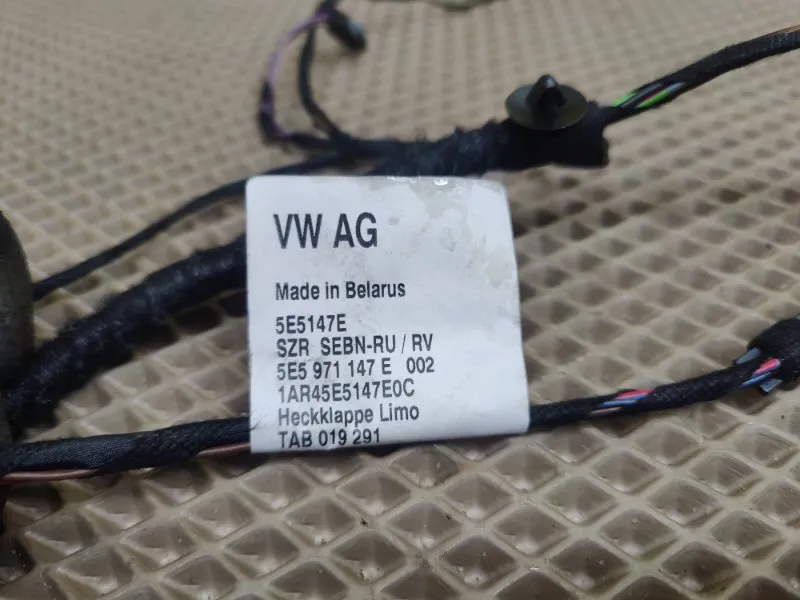 VW AG
Made in Belarus
5E5147E
SZR SEBN-RU / RV
5E5 971 147 E 002
1AR45E5147E0C
Heckklappe Limo
TAB 019 291